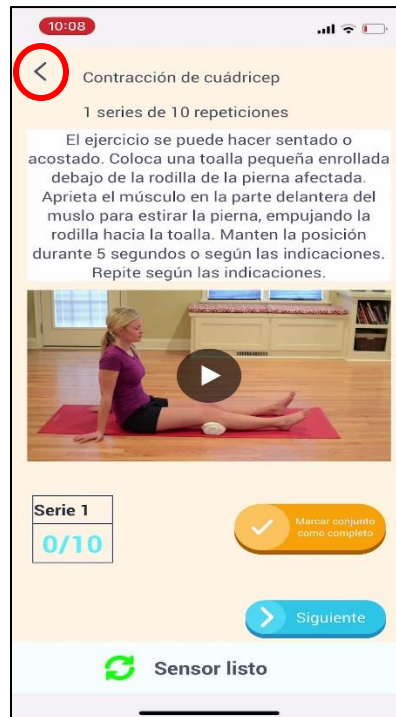 10:08
Contracción de cuádricep
1 series de 10 repeticiones
El ejercicio se puede hacer sentado o
acostado. Coloca una toalla pequeña enrollada
debajo de la rodilla de la pierna afectada.
Aprieta el músculo en la parte delantera del
muslo para estirar la pierna, empujando la
rodilla hacia la toalla. Manten la posición
durante 5 segundos o según las indicaciones.
Repite según las indicaciones.
Serie 1
0/10
Marcar conjunto
como completo
Siguiente
Sensor listo